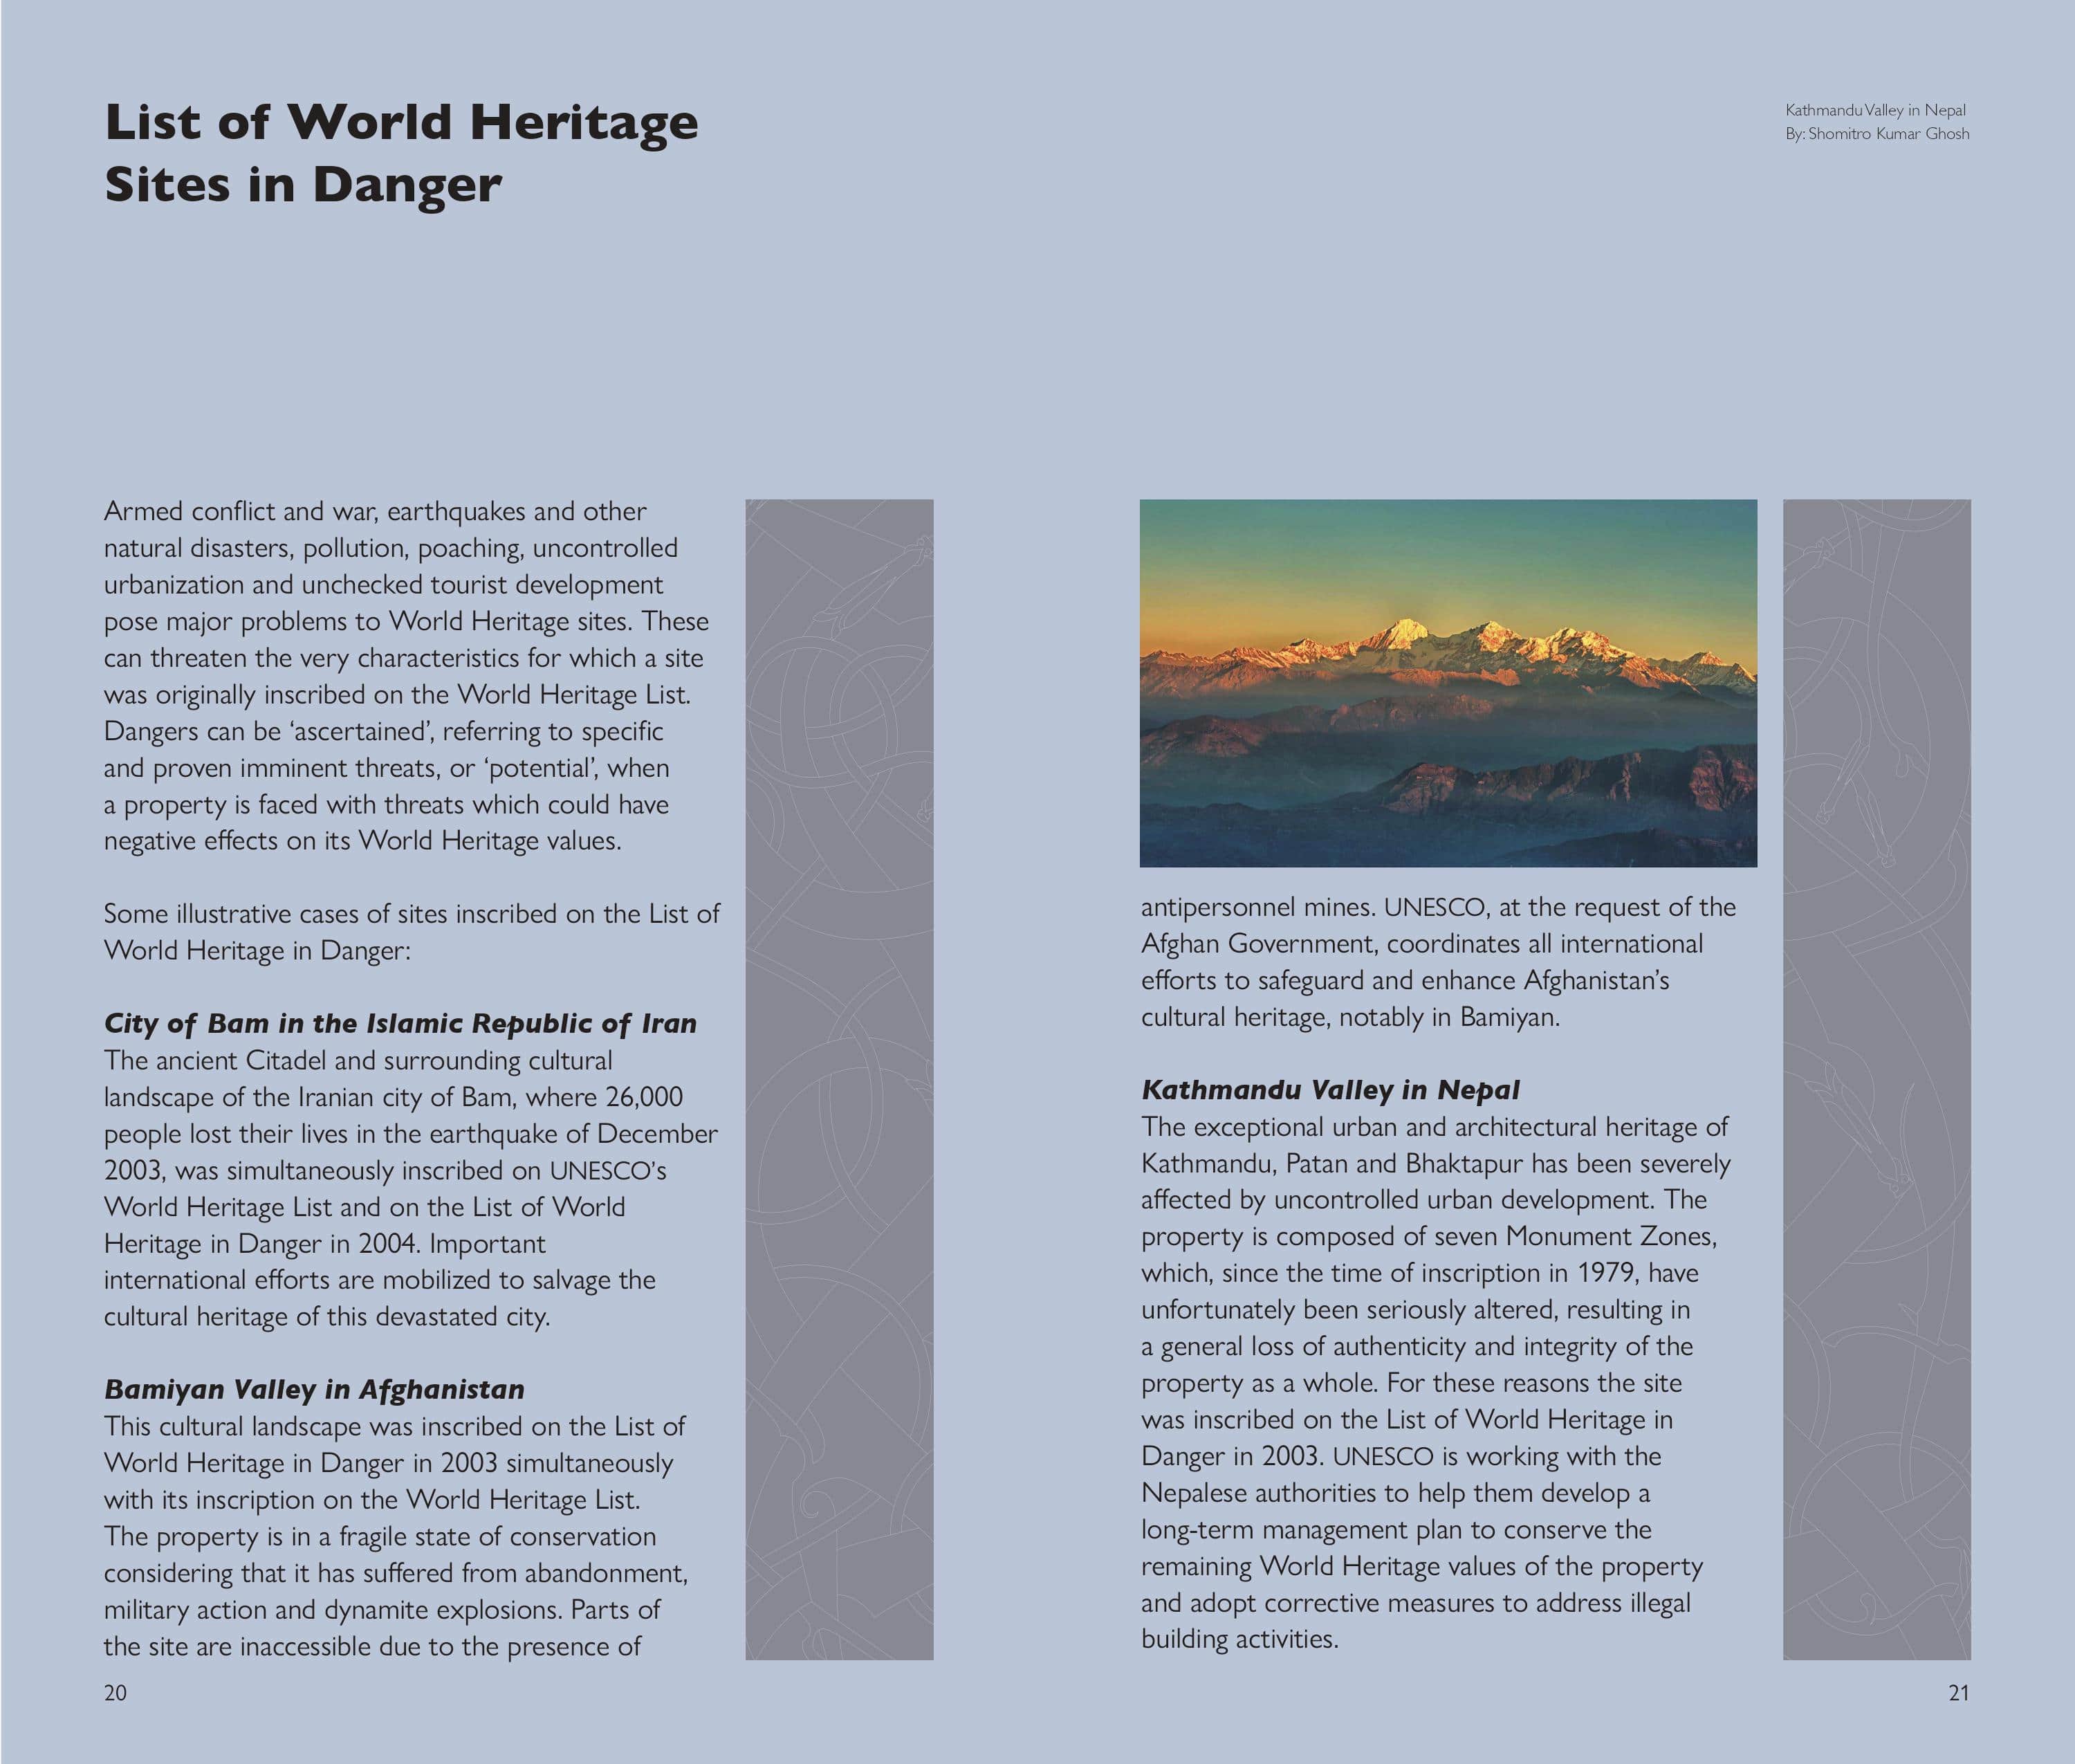 List of World Heritage
Sites in Danger
Armed conflict and war, earthquakes and other
natural disasters, pollution, poaching, uncontrolled
urbanization and unchecked tourist development
pose major problems to World Heritage sites. These
can threaten the very characteristics for which a site
was originally inscribed on the World Heritage List.
Dangers can be ‘ascertained’, referring to specific
and proven imminent threats, or ‘potential’, when
a property is faced with threats which could have
negative effects on its World Heritage values.
Some illustrative cases of sites inscribed on the List of
World Heritage in Danger:
City of Bam in the Islamic Republic of Iran
The ancient Citadel and surrounding cultural
landscape of the Iranian city of Bam, where 26,000
people lost their lives in the earthquake of December
2003, was simultaneously inscribed on UNESCO’s
World Heritage List and on the List of World
Heritage in Danger in 2004. Important
international efforts are mobilized to salvage the
cultural heritage of this devastated city.
Bamiyan Valley in Afghanistan
This cultural landscape was inscribed on the List of
World Heritage in Danger in 2003 simultaneously
with its inscription on the World Heritage List.
The property is in a fragile state of conservation
considering that it has suffered from abandonment,
military action and dynamite explosions. Parts of
the site are inaccessible due to the presence of
20
Kathmandu Valley in Nepal
By: Shomitro Kumar Ghosh
antipersonnel mines. UNESCO, at the request of the
Afghan Government, coordinates all international
efforts to safeguard and enhance Afghanistan’s
cultural heritage, notably in Bamiyan.
Kathmandu Valley in Nepal
The exceptional urban and architectural heritage of
Kathmandu, Patan and Bhaktapur has been severely
affected by uncontrolled urban development. The
property is composed of seven Monument Zones,
which, since the time of inscription in 1979, have
unfortunately been seriously altered, resulting in
a general loss of authenticity and integrity of the
property as a whole. For these reasons the site
was inscribed on the List of World Heritage in
Danger in 2003. UNESCO is working with the
Nepalese authorities to help them develop a
long-term management plan to conserve the
remaining World Heritage values of the property
and adopt corrective measures to address illegal
building activities.
21